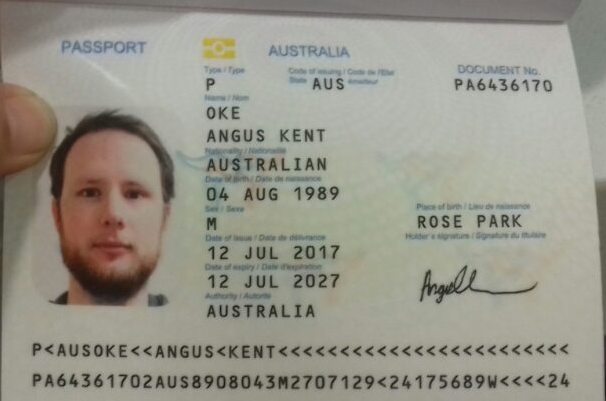 PASSPORT
AUSTRALIA
Type / Type
Code of issuing / Code de l'État
DOCUMENT No.
P
State
AUS
émetteur
PA6436170
Name / Nom
OKE
ANGUS KENT
Nationality / Nationalité
AUSTRALIAN
Date of birth / Date de naissance
04 AUG 1989
Sex / Sexe
Place of birth / Lieu de naissance
M
ROSE PARK
Date of issue / Date de délivrance
Holder's signature / Signature du titulaire
12 JUL 2017
Date of expiry / Date d'expiration
12 JUL 2027
Authority / Autorité
AUSTRALIA
P<AUSOKE<<ANGUS<KENT<<<<<<<<<<<<<<<<<<<<<<<<
PA64361702AUS8908043M2707129<24175689W<<<<24